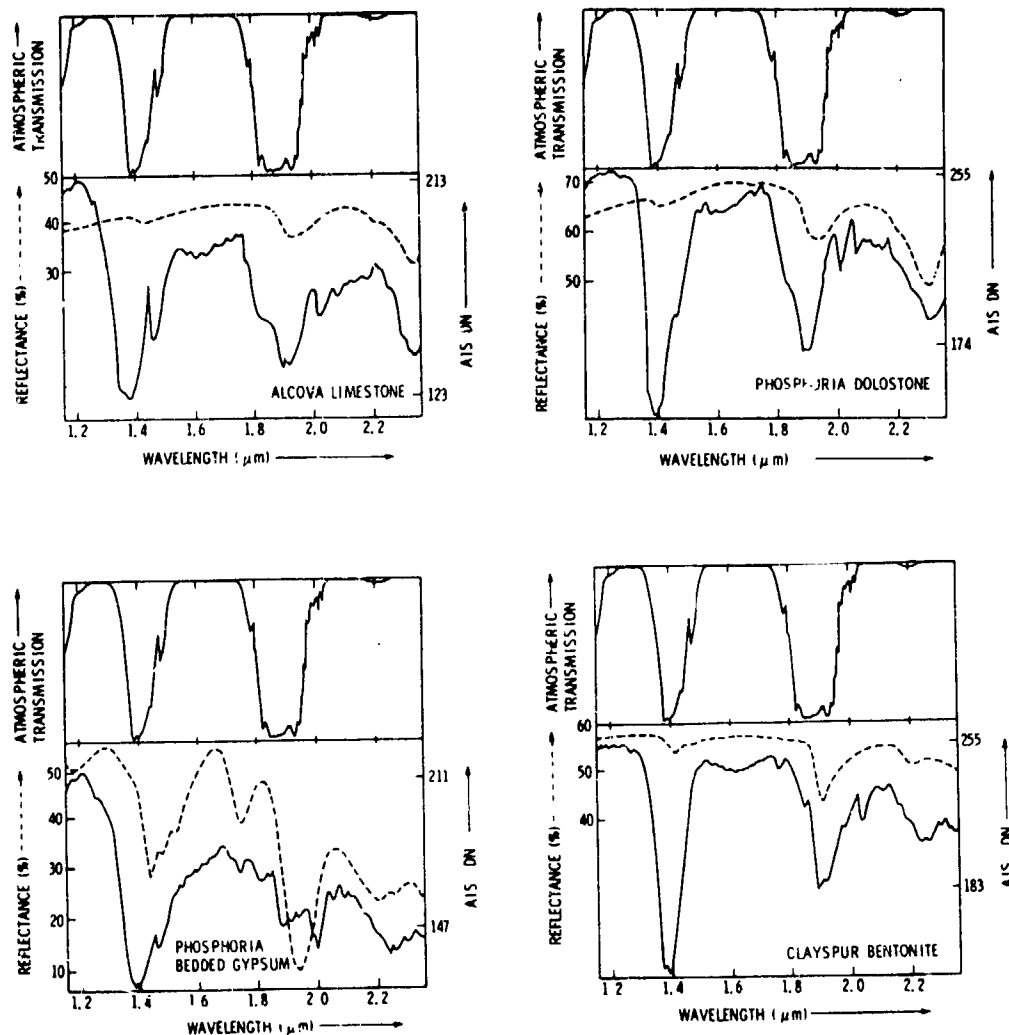 ATMOSPHERIC
TRANSMISSION
REFLECTANCE (%)
50
40
30
213
123
AIS DN
ALCOVA LIMESTONE
1.2 1.4 1.6 1.8 2.0 2.2
WAVELENGTH (μm)
ATMOSPHERIC
TRANSMISSION
REFLECTANCE (%)
70
60
50
255
174
AIS DN
PHOSPHORIA DOLOSTONE
1.2 1.4 1.6 1.8 2.0 2.2
WAVELENGTH (μm)
ATMOSPHERIC
TRANSMISSION
REFLECTANCE (%)
50
40
30
20
10
211
147
AIS DN
PHOSPHORIA
BEDDED GYPSUM
1.2 1.4 1.6 1.8 2.0 2.2
WAVELENGTH (μm)
ATMOSPHERIC
TRANSMISSION
REFLECTANCE (%)
60
50
40
255
183
AIS DN
CLAYSPUR BENTONITE
1.2 1.4 1.6 1.8 2.0 2.2
WAVELENGTH (μm)